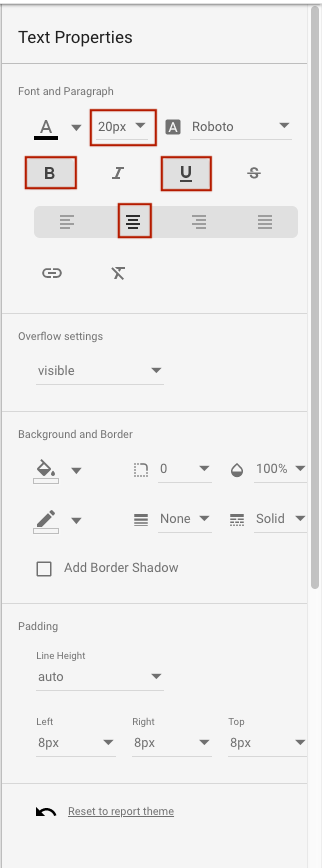 Text Properties
Font and Paragraph
A 20px A Roboto
B I U S
Overflow settings
visible
Background and Border
0 100%
None Solid
Add Border Shadow
Padding
Line Height
auto
Left Right Top
8px 8px 8px
Reset to report theme